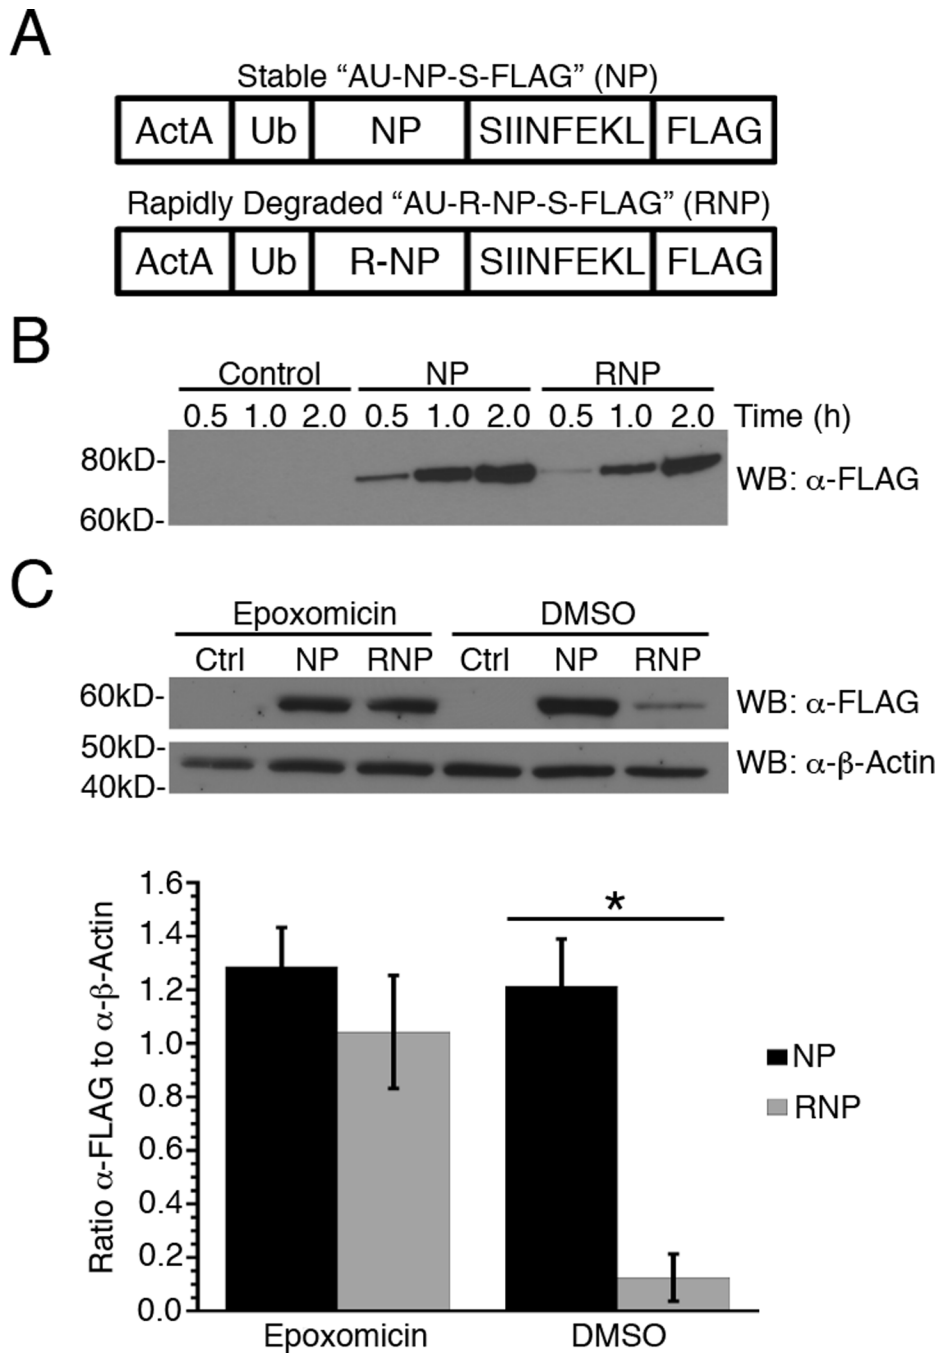 A
Stable “AU-NP-S-FLAG” (NP)
ActA Ub NP SIINFEKL FLAG
Rapidly Degraded “AU-R-NP-S-FLAG” (RNP)
ActA Ub R-NP SIINFEKL FLAG
B
Control NP RNP
0.5 1.0 2.0 0.5 1.0 2.0 0.5 1.0 2.0 Time (h)
80kD-
WB: α-FLAG
60kD-
C
Epoxomicin DMSO
Ctrl NP RNP Ctrl NP RNP
60kD- WB: α-FLAG
50kD-
WB: α-β-Actin
40kD-
Ratio α-FLAG to α-β-Actin
1.6
*
1.4
1.2
1.0
0.8
0.6
0.4
0.2
0.0
NP
RNP
Epoxomicin DMSO